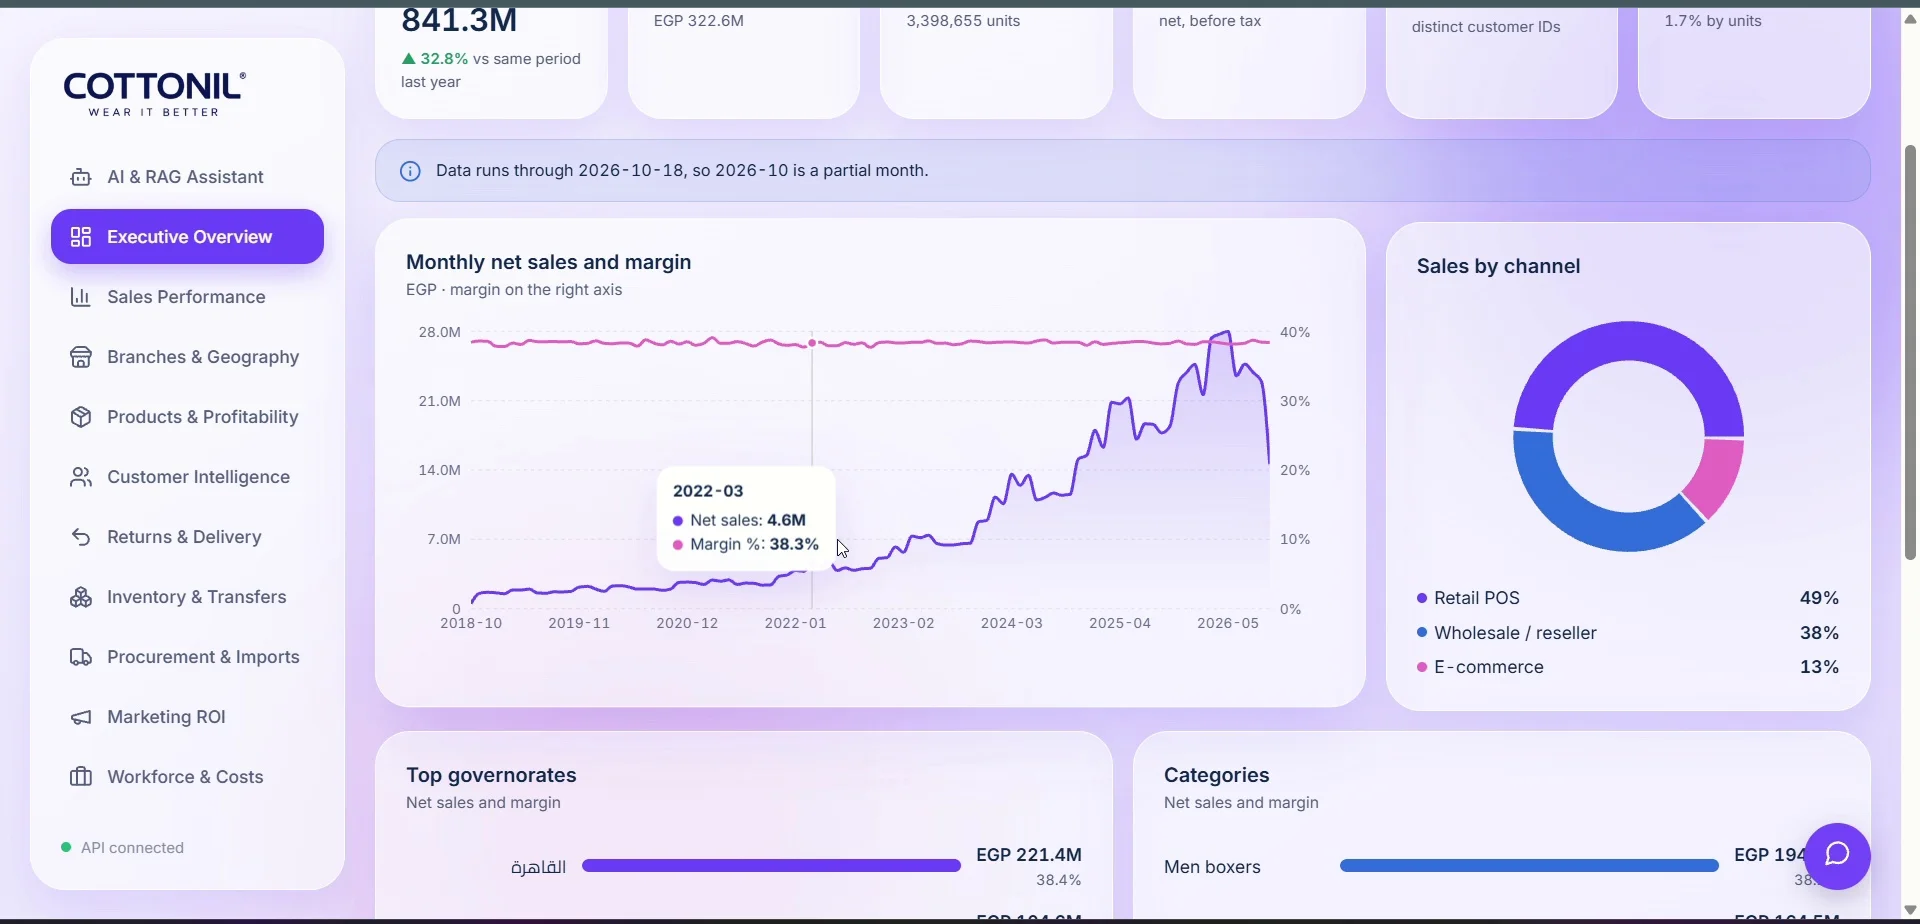 841.3M
▲ 32.8% vs same period
last year
EGP 322.6M
3,398,655 units
net, before tax
distinct customer IDs
1.7% by units
COTTONIL®
WEAR IT BETTER
AI & RAG Assistant
Executive Overview
Sales Performance
Branches & Geography
Products & Profitability
Customer Intelligence
Returns & Delivery
Inventory & Transfers
Procurement & Imports
Marketing ROI
Workforce & Costs
API connected
Data runs through 2026-10-18, so 2026-10 is a partial month.
Monthly net sales and margin
EGP · margin on the right axis
28.0M 40%
21.0M 30%
14.0M 20%
7.0M 10%
0 0%
2018-10 2019-11 2020-12 2022-01 2023-02 2024-03 2025-04 2026-05
2022-03
Net sales: 4.6M
Margin %: 38.3%
Sales by channel
Retail POS 49%
Wholesale / reseller 38%
E-commerce 13%
Top governorates
Net sales and margin
القاهرة EGP 221.4M
38.4%
Categories
Net sales and margin
Men boxers EGP 194
38.